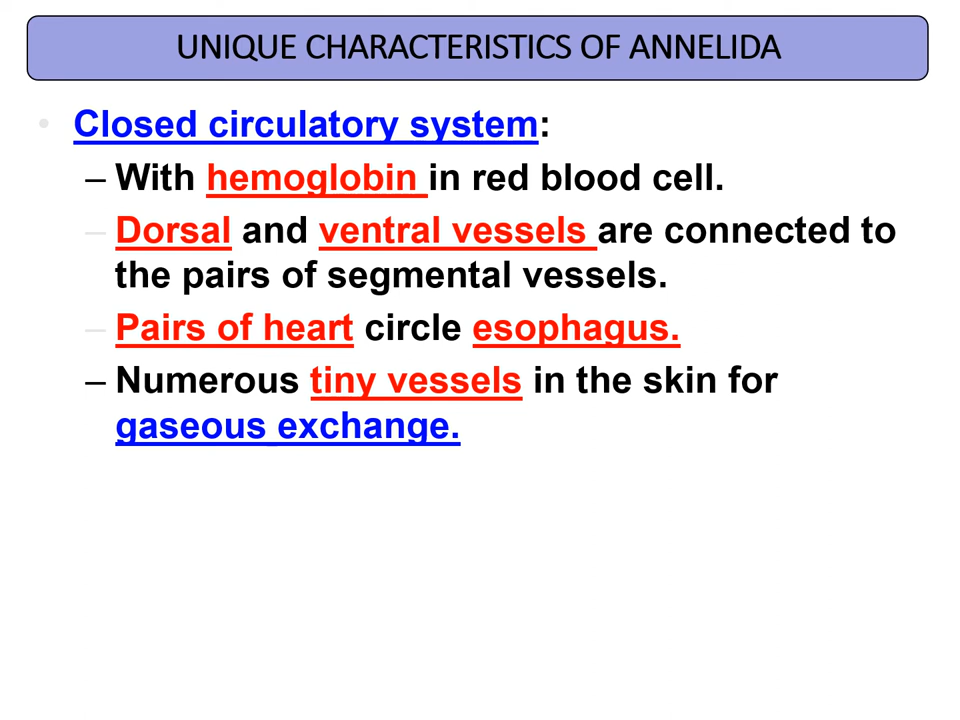 UNIQUE CHARACTERISTICS OF ANNELIDA
• Closed circulatory system:
– With hemoglobin in red blood cell.
– Dorsal and ventral vessels are connected to
the pairs of segmental vessels.
– Pairs of heart circle esophagus.
– Numerous tiny vessels in the skin for
gaseous exchange.